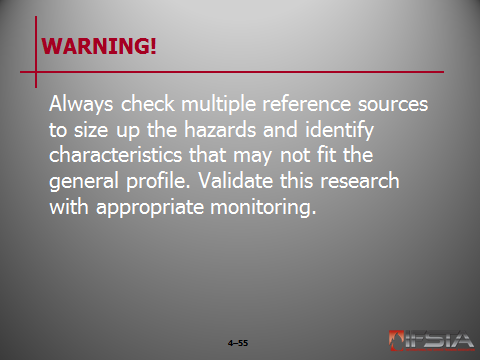 WARNING!
Always check multiple reference sources
to size up the hazards and identify
characteristics that may not fit the
general profile. Validate this research
with appropriate monitoring.
4–55
IFSTA